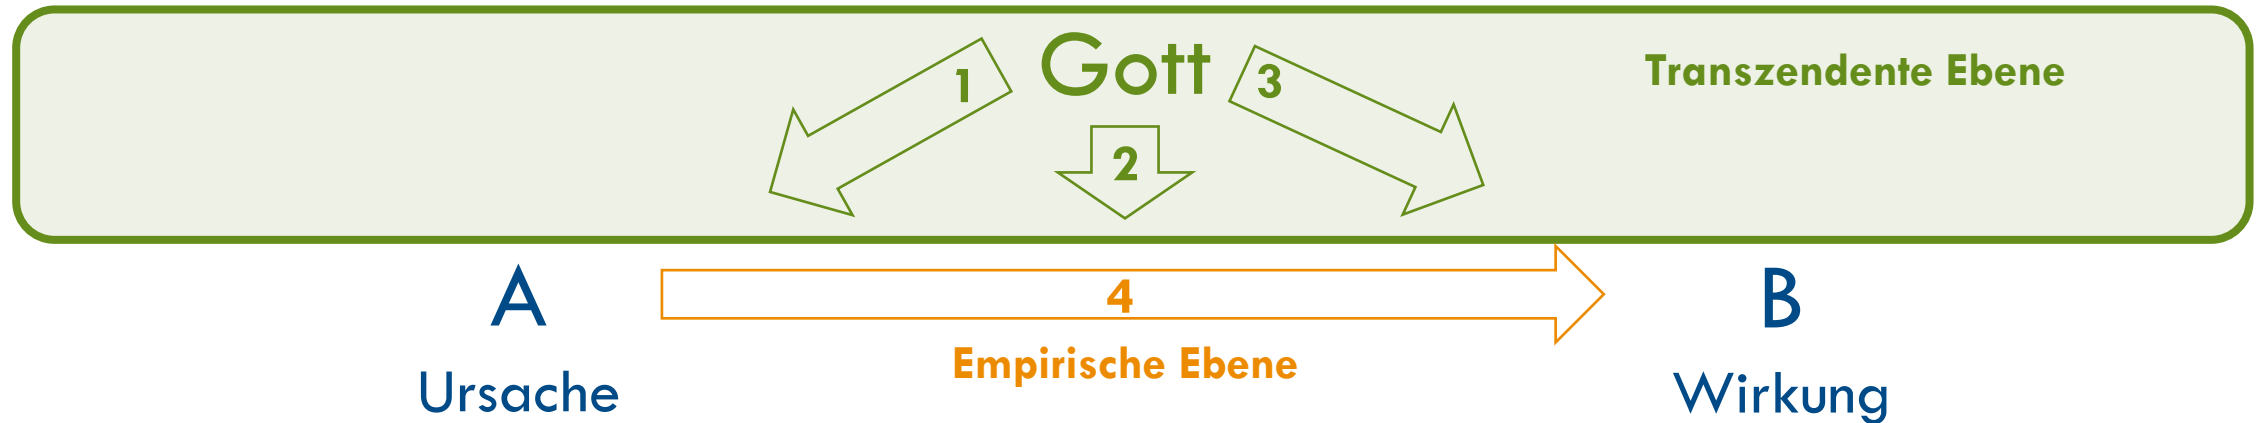 Gott
Transzendente Ebene
1
3
2
A
4
B
Empirische Ebene
Ursache
Wirkung